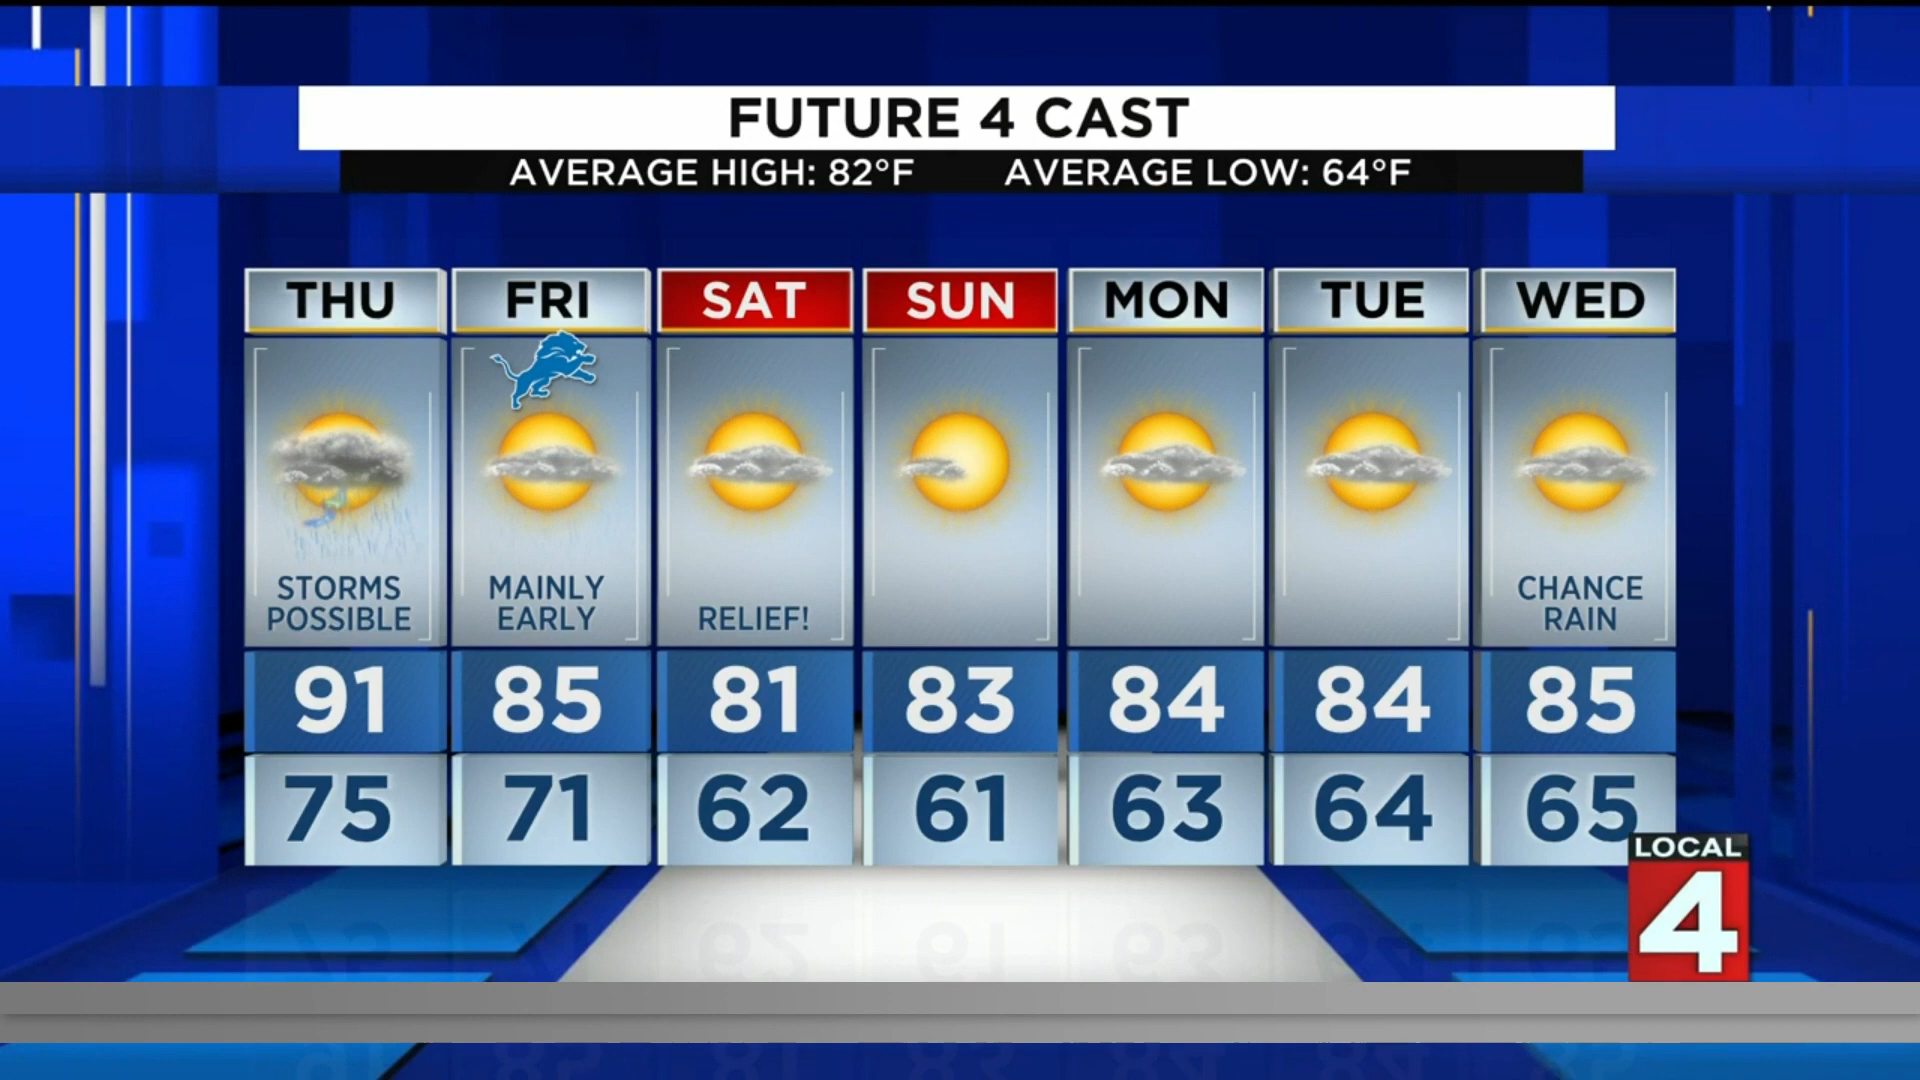 FUTURE 4 CAST
AVERAGE HIGH: 82°F AVERAGE LOW: 64°F
THU FRI SAT SUN MON TUE WED
STORMS POSSIBLE
MAINLY EARLY
RELIEF!
CHANCE RAIN
91 85 81 83 84 84 85
75 71 62 61 63 64 65
LOCAL
4